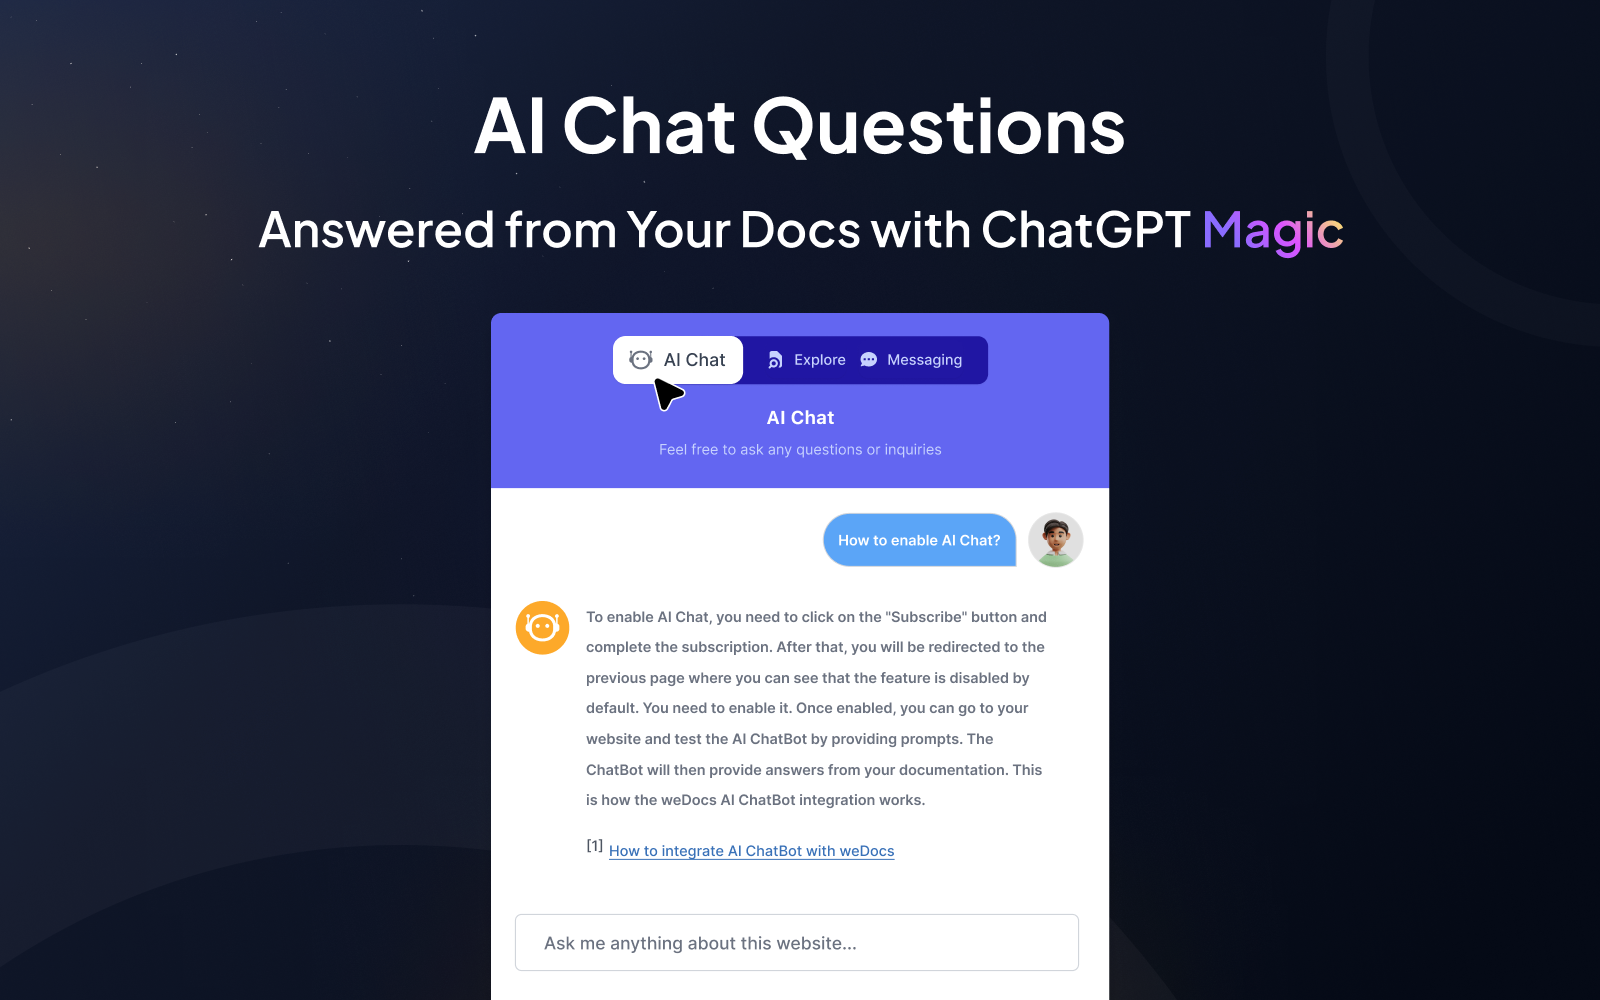 AI Chat Questions
Answered from Your Docs with ChatGPT Magic
AI Chat Explore Messaging
AI Chat
Feel free to ask any questions or inquiries
How to enable AI Chat?
To enable AI Chat, you need to click on the "Subscribe" button and
complete the subscription. After that, you will be redirected to the
previous page where you can see that the feature is disabled by
default. You need to enable it. Once enabled, you can go to your
website and test the AI ChatBot by providing prompts. The
ChatBot will then provide answers from your documentation. This
is how the weDocs AI ChatBot integration works.
[1] How to integrate AI ChatBot with weDocs
Ask me anything about this website...